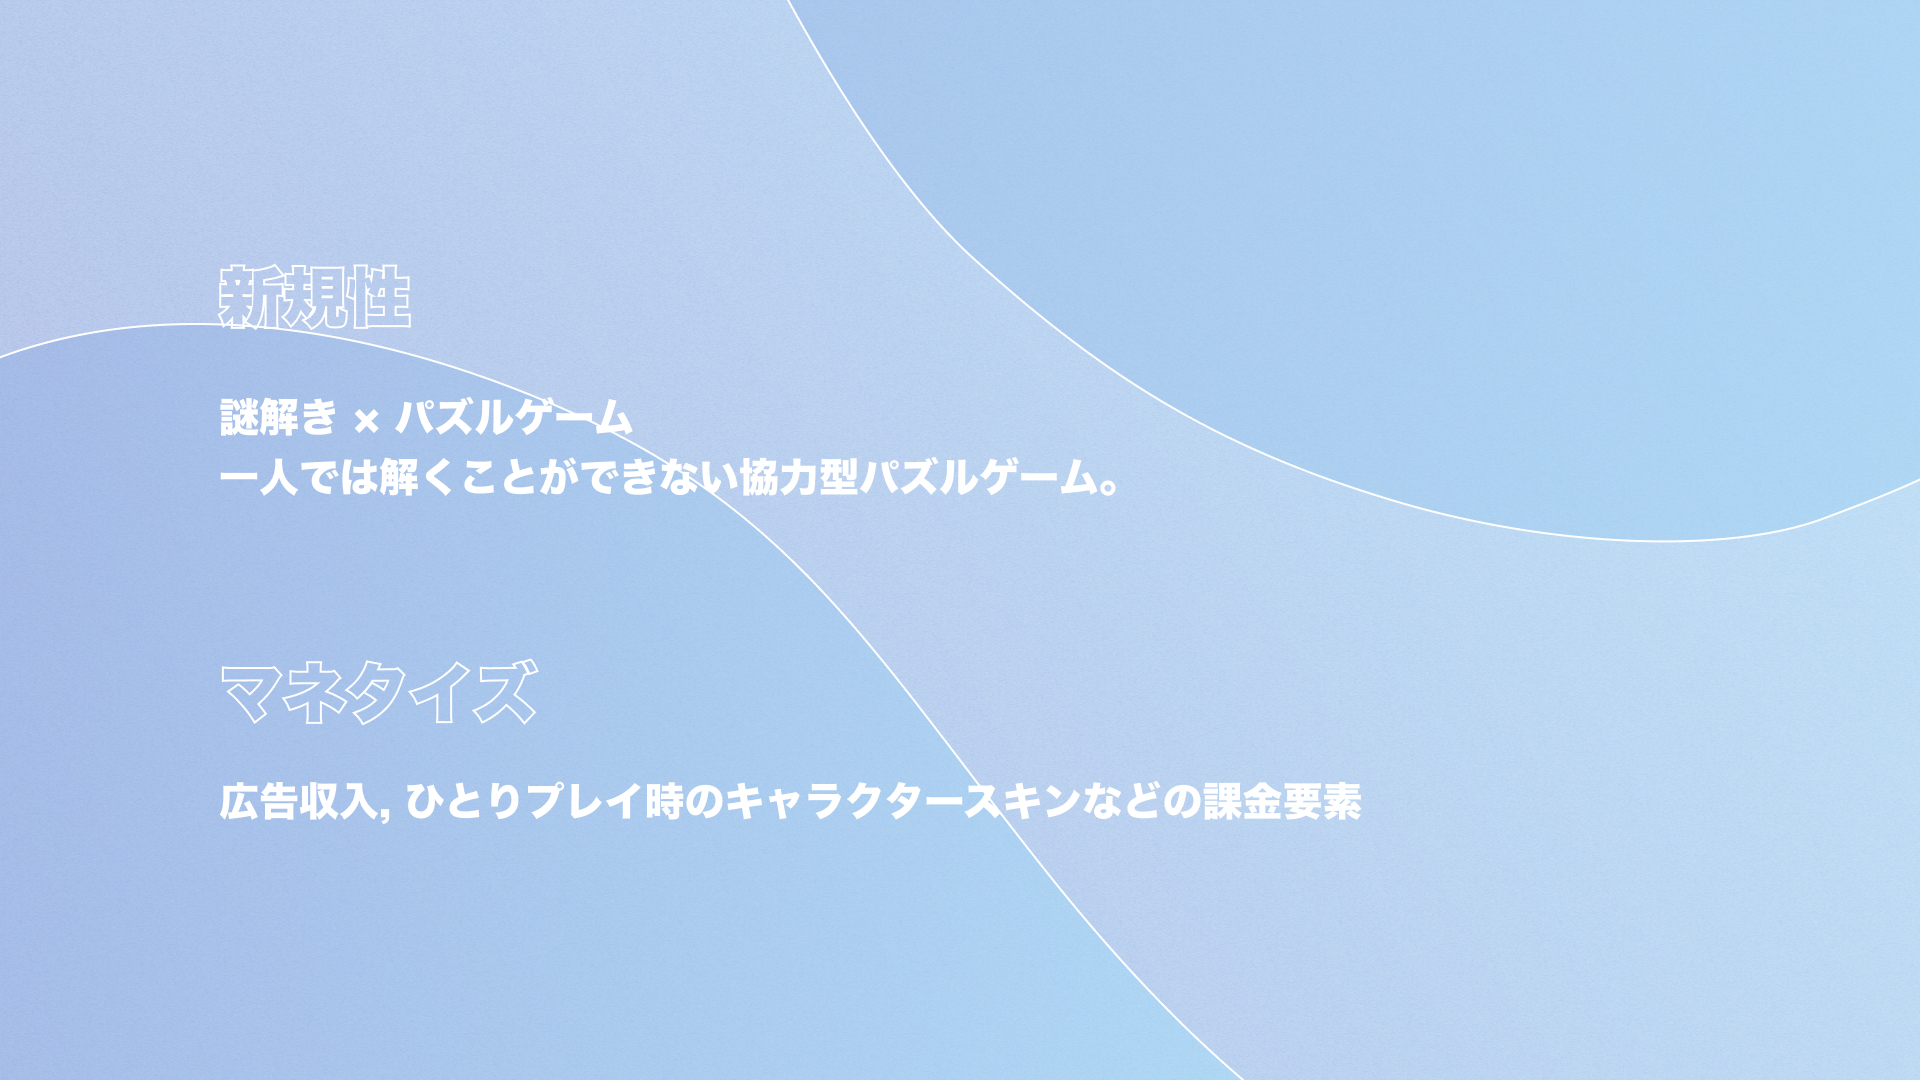 新規性
謎解き × パズルゲーム
一人では解くことができない協力型パズルゲーム。
マネタイズ
広告収入, ひとりプレイ時のキャラクタースキンなどの課金要素